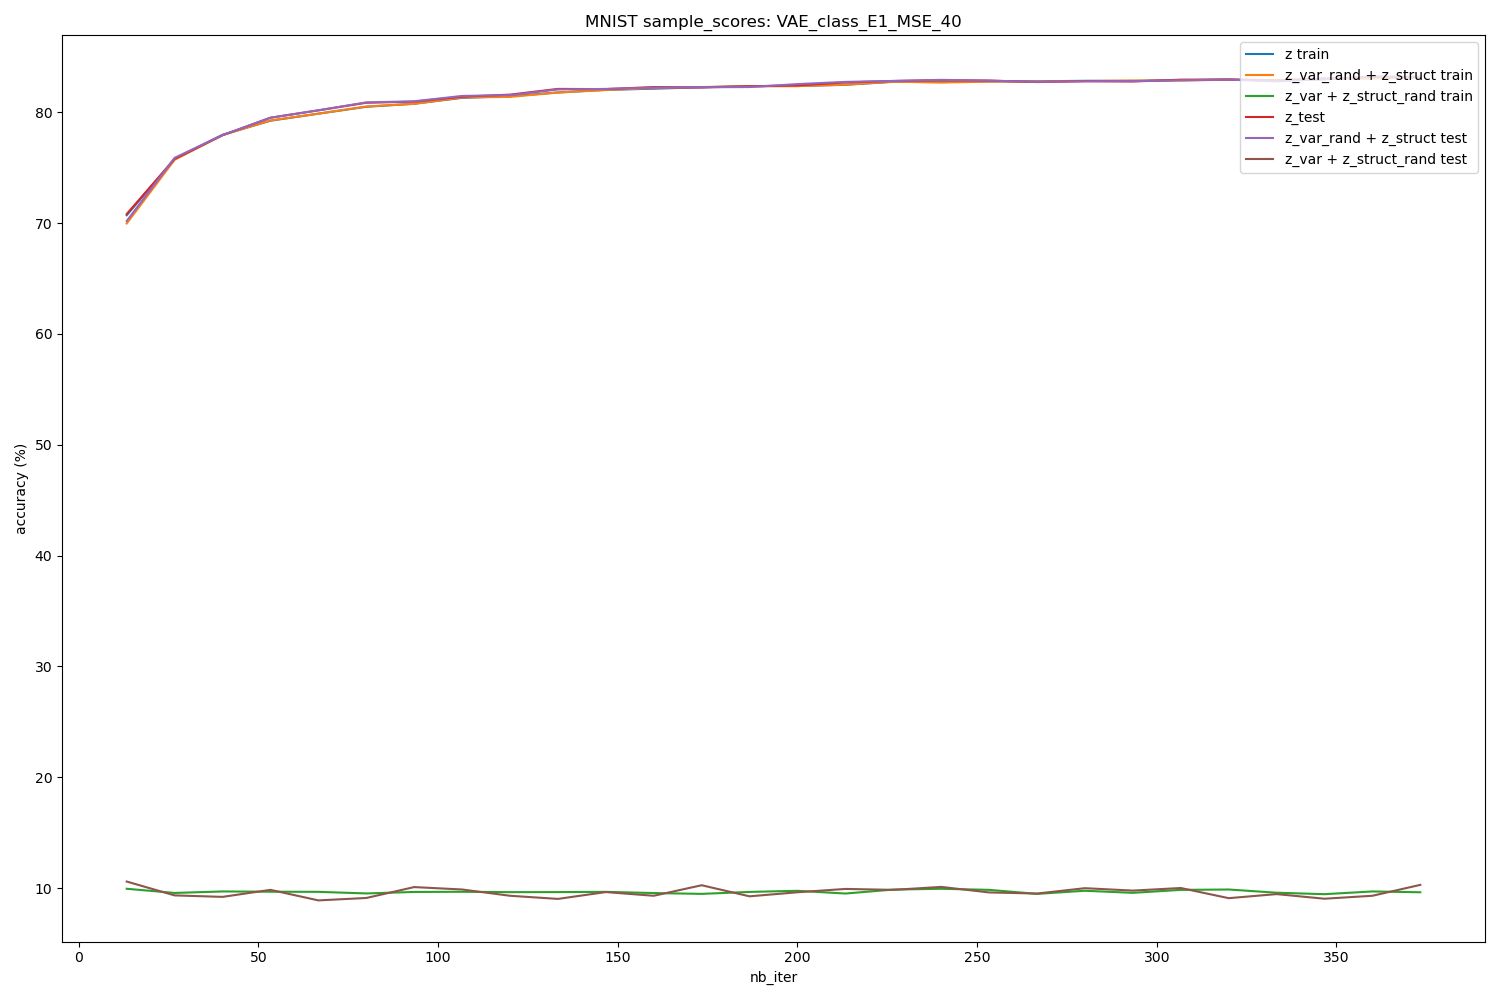 MNIST sample_scores: VAE_class_E1_MSE_40
z train
z_var_rand + z_struct train
z_var + z_struct_rand train
z_test
z_var_rand + z_struct test
z_var + z_struct_rand test
accuracy (%)
80
70
60
50
40
30
20
10
0 50 100 150 200 250 300 350
nb_iter